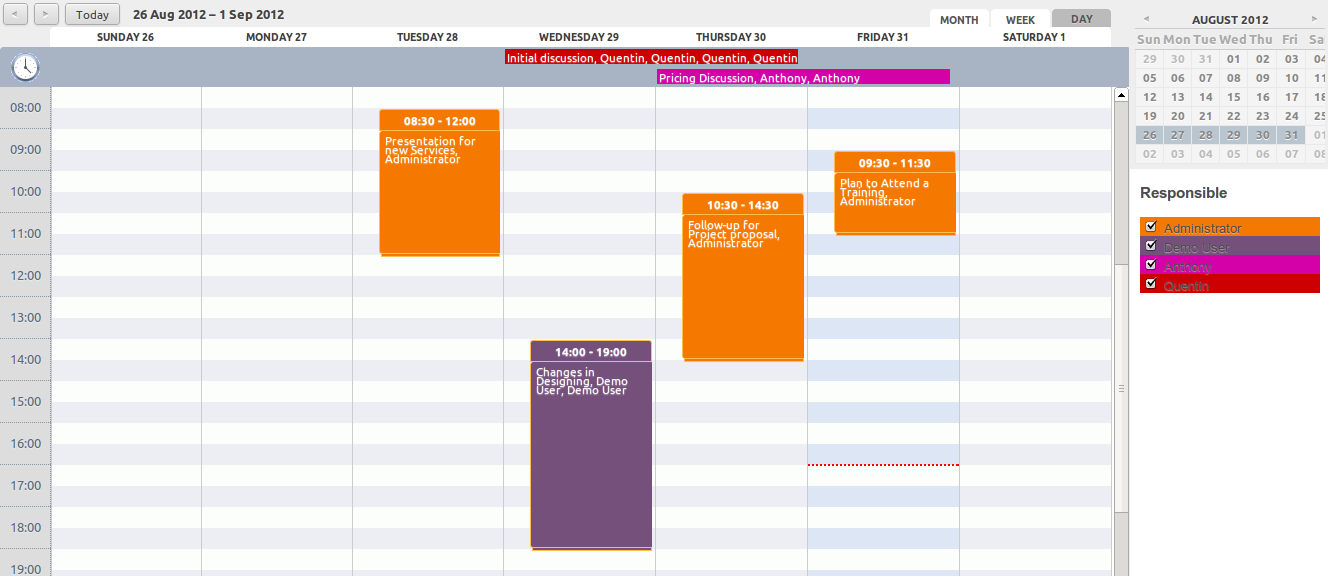 ◄ ► Today 26 Aug 2012 – 1 Sep 2012 MONTH WEEK DAY
SUNDAY 26 MONDAY 27 TUESDAY 28 WEDNESDAY 29 THURSDAY 30 FRIDAY 31 SATURDAY 1
Initial discussion, Quentin, Quentin, Quentin, Quentin
Pricing Discussion, Anthony, Anthony
08:00
09:00
10:00
11:00
12:00
13:00
14:00
15:00
16:00
17:00
18:00
19:00
08:30 - 12:00
Presentation for
new Services,
Administrator
14:00 - 19:00
Changes in
Designing, Demo
User, Demo User
10:30 - 14:30
Follow-up for
Project proposal,
Administrator
09:30 - 11:30
Plan to Attend a
Training,
Administrator
◄ AUGUST 2012 ►
Sun Mon Tue Wed Thu Fri Sa
29 30 31 01 02 03 04
05 06 07 08 09 10 11
12 13 14 15 16 17 18
19 20 21 22 23 24 25
26 27 28 29 30 31 01
02 03 04 05 06 07 08
Responsible
Administrator
Demo User
Anthony
Quentin